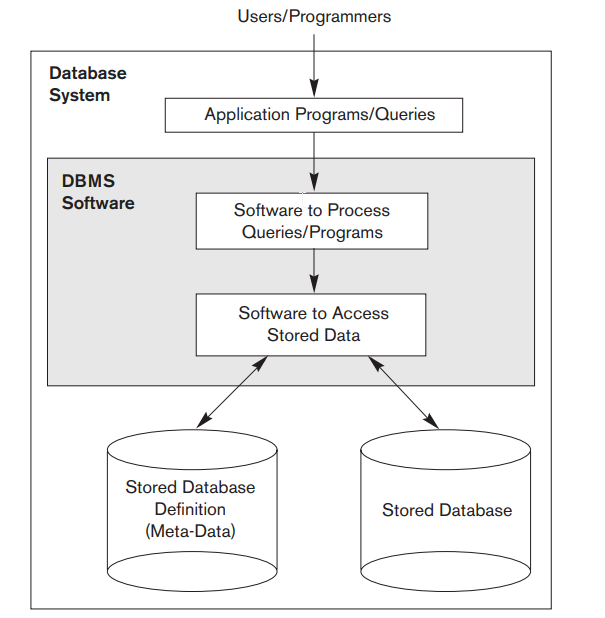 Users/Programmers
Database
System
Application Programs/Queries
DBMS
Software
Software to Process
Queries/Programs
Software to Access
Stored Data
Stored Database
Definition
(Meta-Data)
Stored Database